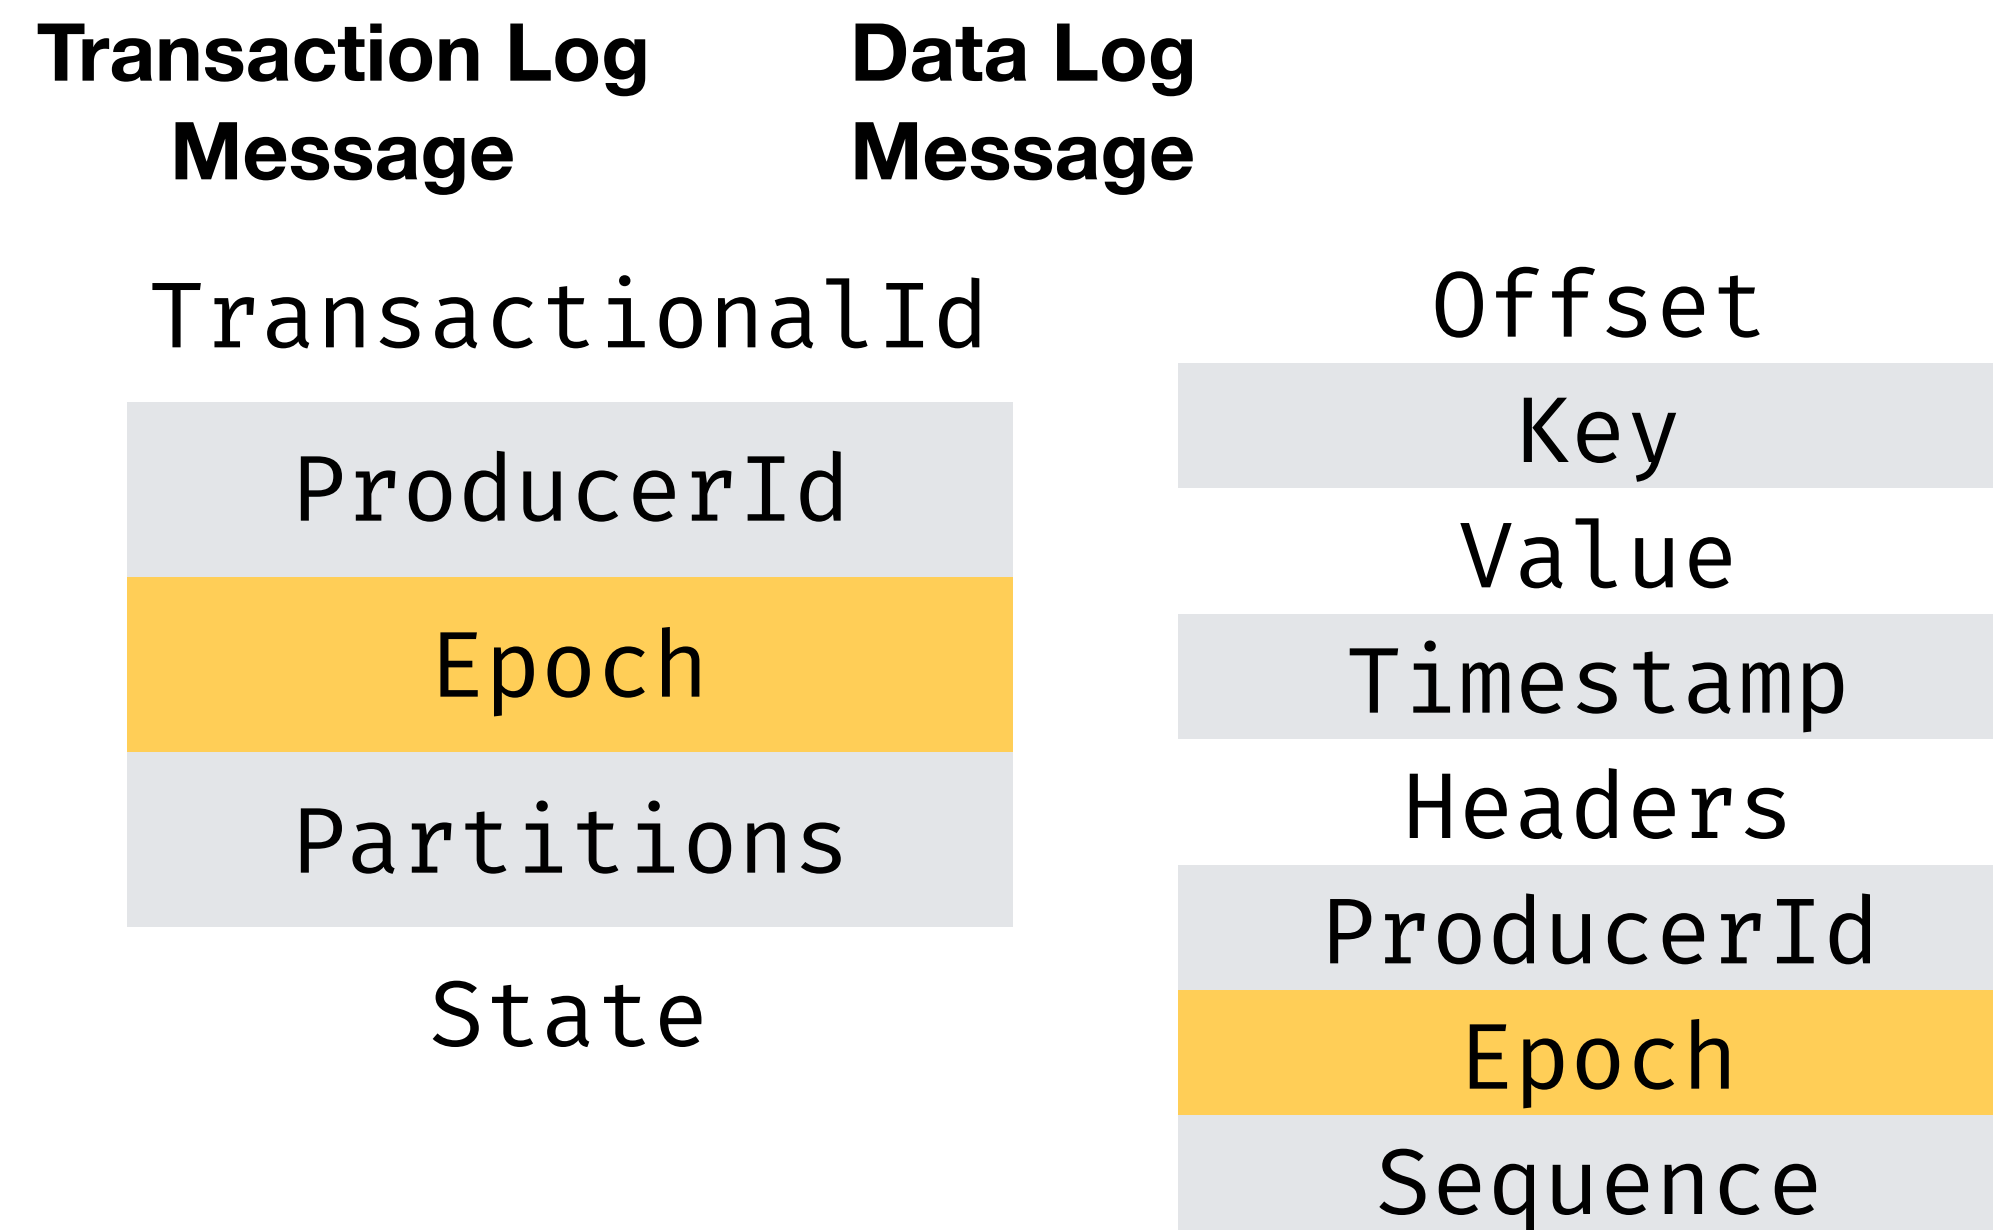 Transaction Log
Message
TransactionalId
ProducerId
Epoch
Partitions
State
Data Log
Message
Offset
Key
Value
Timestamp
Headers
ProducerId
Epoch
Sequence